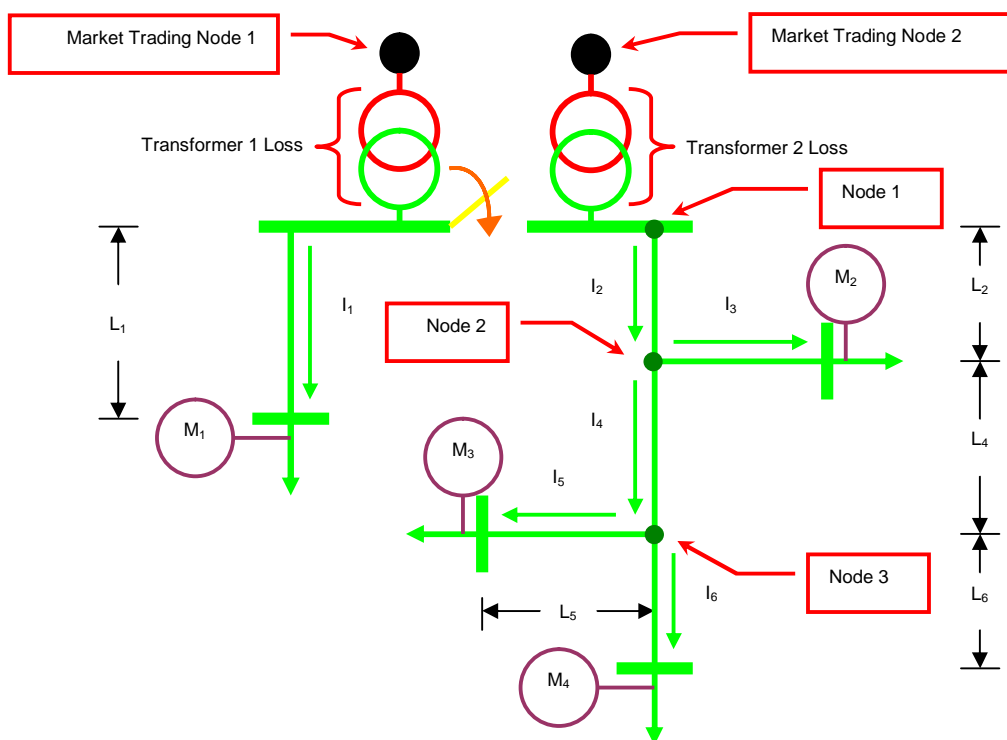 Market Trading Node 1
Market Trading Node 2
Transformer 1 Loss
Transformer 2 Loss
Node 1
L₁
I₁
I₂
I₃
M₂
L₂
Node 2
M₁
M₃
I₄
L₄
I₅
Node 3
I₆
L₅
L₆
M₄